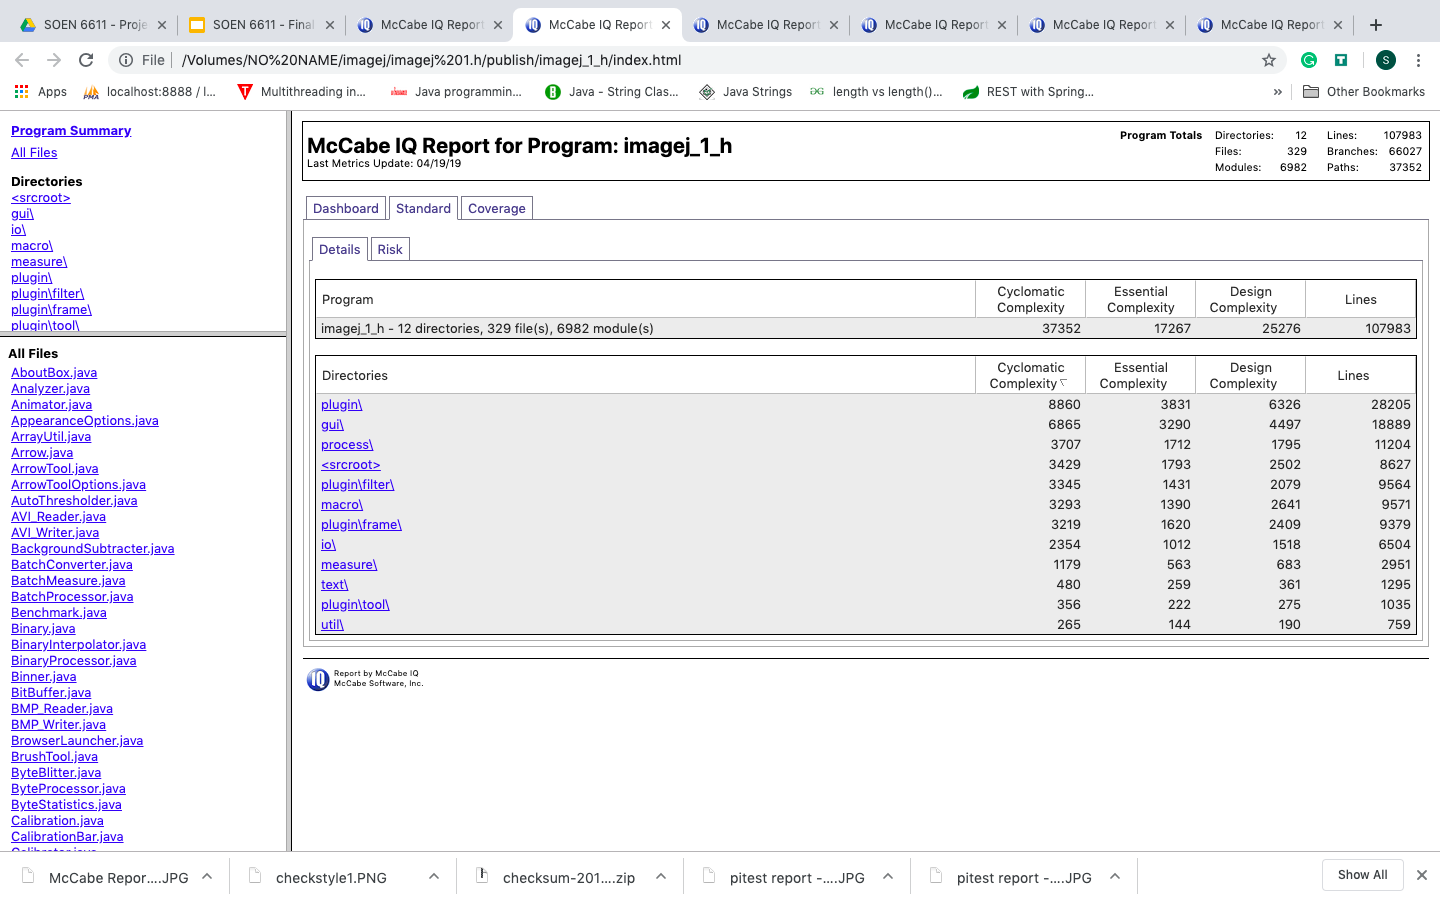 SOEN 6611 - Proje
SOEN 6611 - Final
McCabe IQ Report
McCabe IQ Report
McCabe IQ Report
McCabe IQ Report
McCabe IQ Report
McCabe IQ Report
File
/Volumes/NO%20NAME/imagej/imagej%201.h/publish/imagej_1_h/index.html
S
Apps
localhost:8888 / l...
Multithreading in...
Java programmin...
Java - String Clas...
Java Strings
length vs length()...
REST with Spring...
»
Other Bookmarks
Program Summary
All Files
Directories
<srcroot>
gui\
io\
macro\
measure\
plugin\
plugin\filter\
plugin\frame\
plugin\tool\
All Files
AboutBox.java
Analyzer.java
Animator.java
AppearanceOptions.java
ArrayUtil.java
Arrow.java
ArrowTool.java
ArrowToolOptions.java
AutoThresholder.java
AVI_Reader.java
AVI_Writer.java
BackgroundSubtracter.java
BatchConverter.java
BatchMeasure.java
BatchProcessor.java
Benchmark.java
Binary.java
BinaryInterpolator.java
BinaryProcessor.java
Binner.java
BitBuffer.java
BMP_Reader.java
BMP_Writer.java
BrowserLauncher.java
BrushTool.java
ByteBlitter.java
ByteProcessor.java
ByteStatistics.java
Calibration.java
CalibrationBar.java
McCabe IQ Report for Program: imagej_1_h
Last Metrics Update: 04/19/19
Program Totals Directories: 12 Lines: 107983
Files: 329 Branches: 66027
Modules: 6982 Paths: 37352
Dashboard Standard Coverage
Details Risk
Program Cyclomatic Complexity Essential Complexity Design Complexity Lines
imagej_1_h - 12 directories, 329 file(s), 6982 module(s) 37352 17267 25276 107983
Directories Cyclomatic Complexity Essential Complexity Design Complexity Lines
plugin\ 8860 3831 6326 28205
gui\ 6865 3290 4497 18889
process\ 3707 1712 1795 11204
<srcroot> 3429 1793 2502 8627
plugin\filter\ 3345 1431 2079 9564
macro\ 3293 1390 2641 9571
plugin\frame\ 3219 1620 2409 9379
io\ 2354 1012 1518 6504
measure\ 1179 563 683 2951
text\ 480 259 361 1295
plugin\tool\ 356 222 275 1035
util\ 265 144 190 759
IQ
Report by McCabe IQ
McCabe Software, Inc.
McCabe Repor....JPG
checkstyle1.PNG
checksum-201....zip
pitest report -....JPG
pitest report -....JPG
Show All